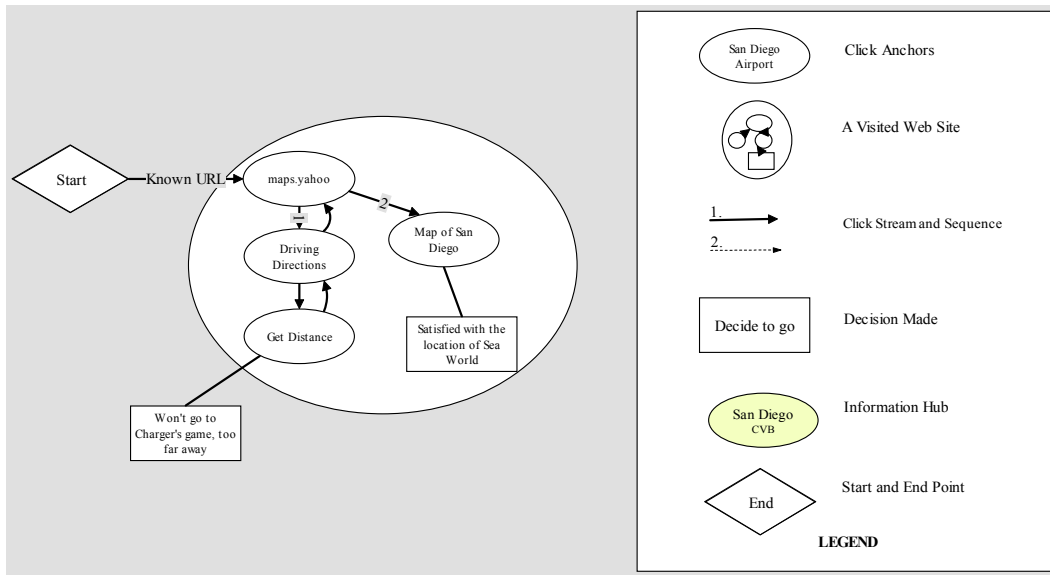 Start
Known URL
maps.yahoo
1
2
Driving
Directions
Map of San
Diego
Get Distance
Satisfied with the
location of Sea
World
Won't go to
Charger's game, too
far away
San Diego
Airport
Click Anchors
A Visited Web Site
1.
2.
Click Stream and Sequence
Decide to go
Decision Made
San Diego
CVB
Information Hub
End
Start and End Point
LEGEND